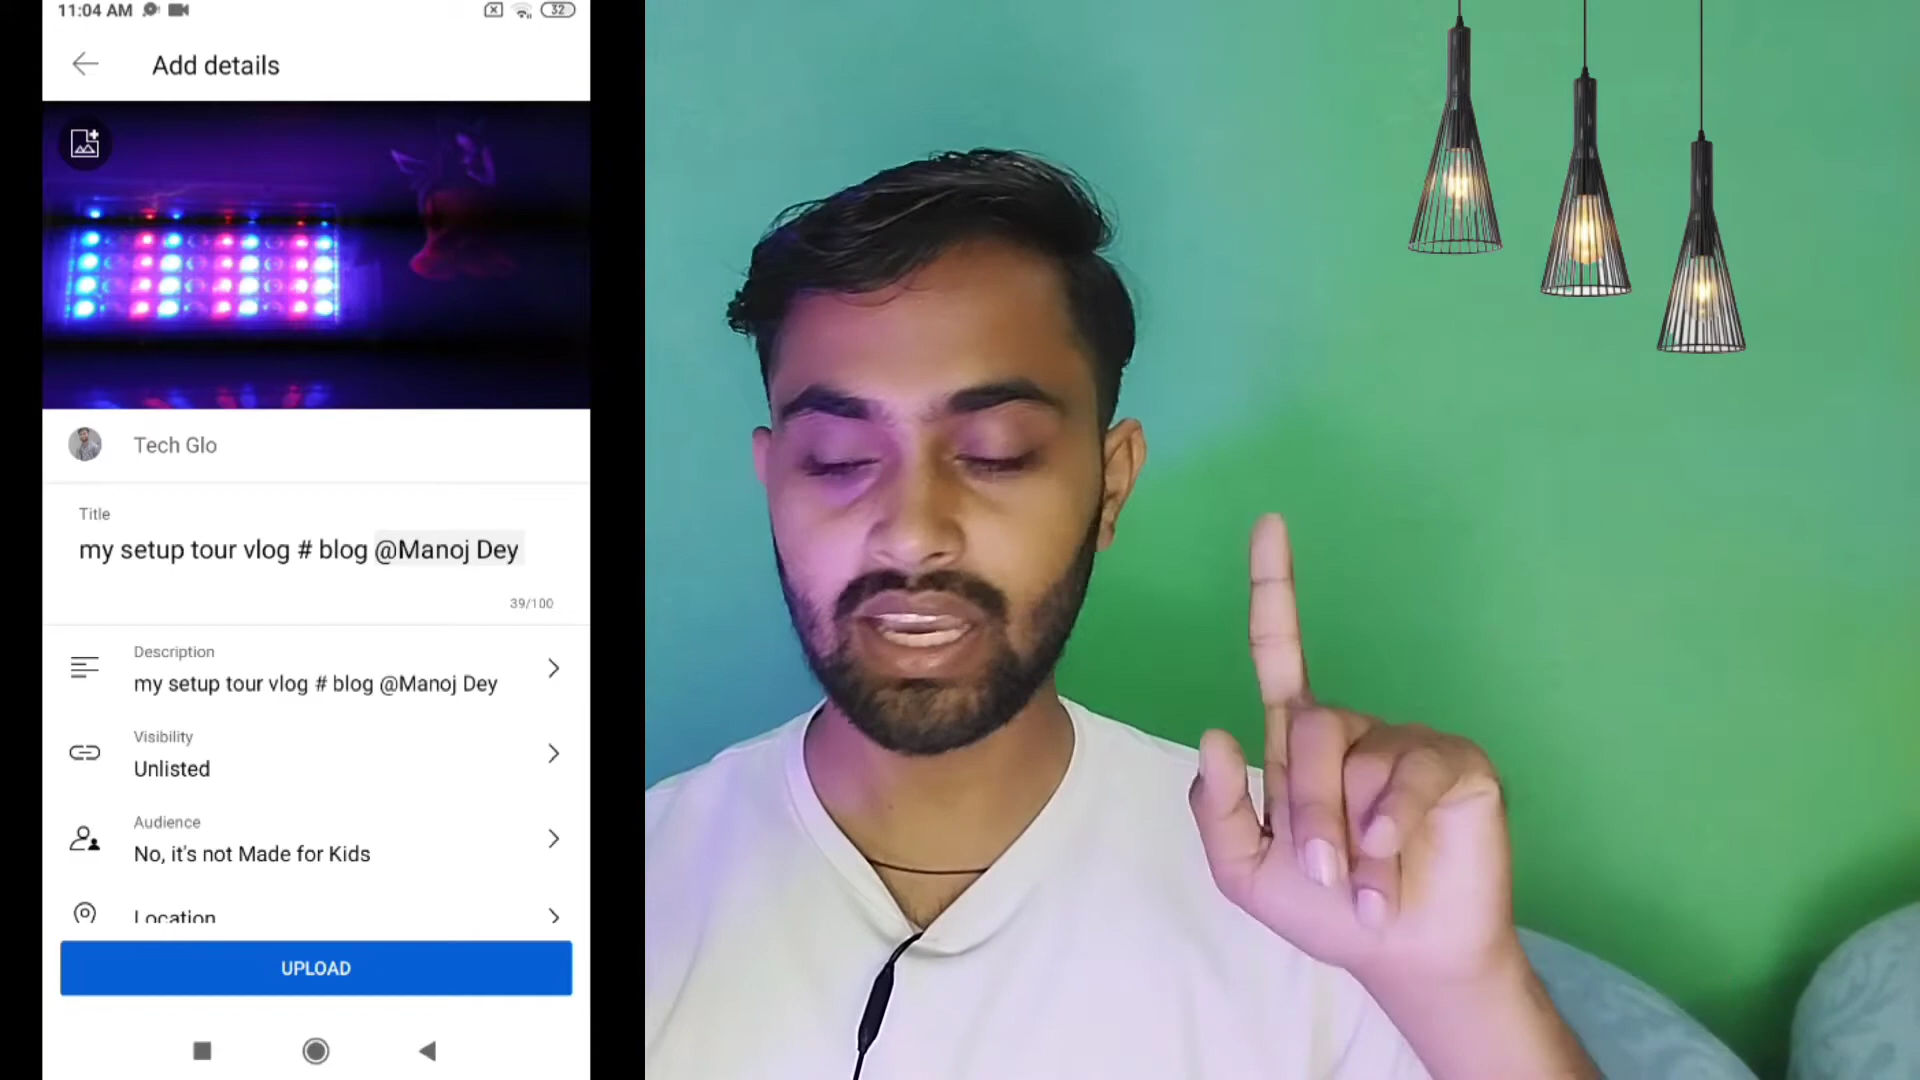 11:04 AM
32
Add details
Tech Glo
Title
my setup tour vlog # blog @Manoj Dey
39/100
Description
my setup tour vlog # blog @Manoj Dey
Visibility
Unlisted
Audience
No, it's not Made for Kids
Location
UPLOAD